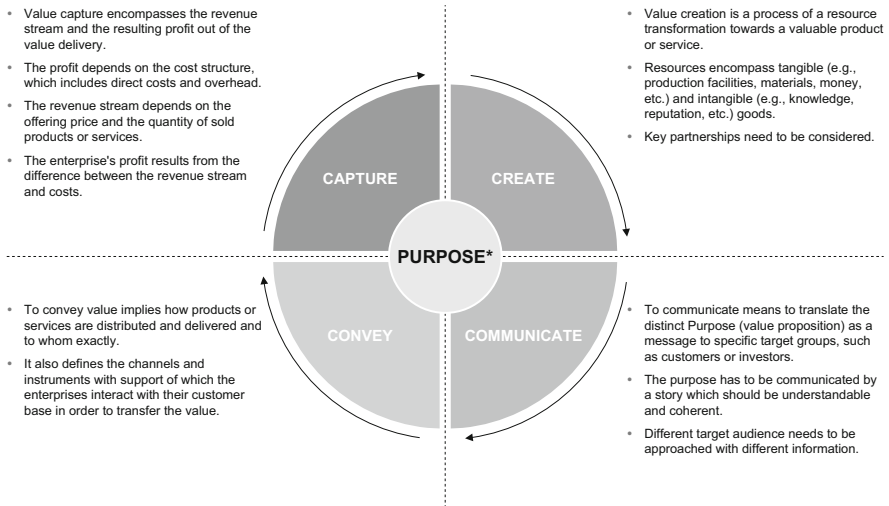 • Value capture encompasses the revenue
stream and the resulting profit out of the
value delivery.
• The profit depends on the cost structure,
which includes direct costs and overhead.
• The revenue stream depends on the
offering price and the quantity of sold
products or services.
• The enterprise's profit results from the
difference between the revenue stream
and costs.
• Value creation is a process of a resource
transformation towards a valuable product
or service.
• Resources encompass tangible (e.g.,
production facilities, materials, money,
etc.) and intangible (e.g., knowledge,
reputation, etc.) goods.
• Key partnerships need to be considered.
CAPTURE
CREATE
PURPOSE*
CONVEY
COMMUNICATE
• To convey value implies how products or
services are distributed and delivered and
to whom exactly.
• It also defines the channels and
instruments with support of which the
enterprises interact with their customer
base in order to transfer the value.
• To communicate means to translate the
distinct Purpose (value proposition) as a
message to specific target groups, such
as customers or investors.
• The purpose has to be communicated by
a story which should be understandable
and coherent.
• Different target audience needs to be
approached with different information.